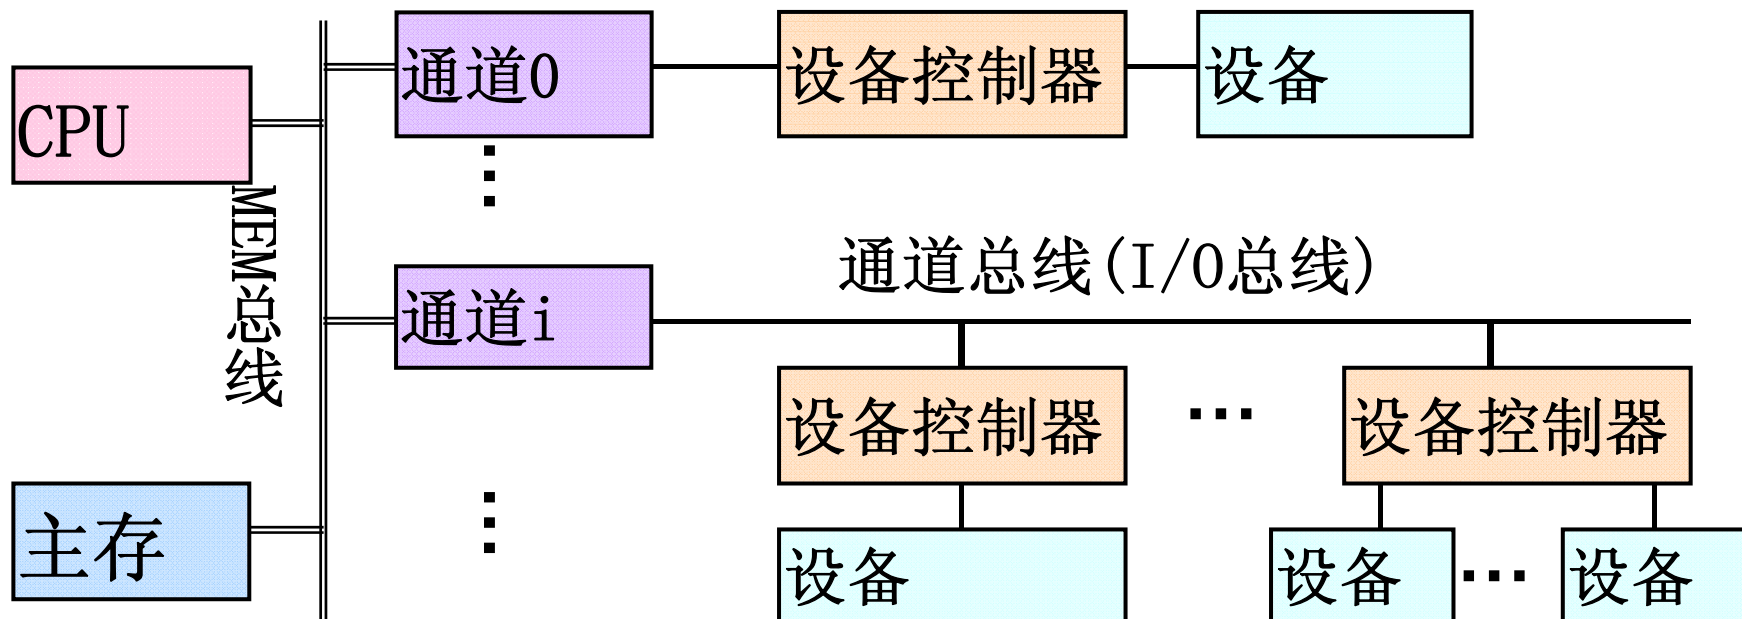 通道0
设备控制器
设备
CPU
MEM总线
通道总线(I/O总线)
通道i
设备控制器
设备控制器
主存
设备
设备
设备